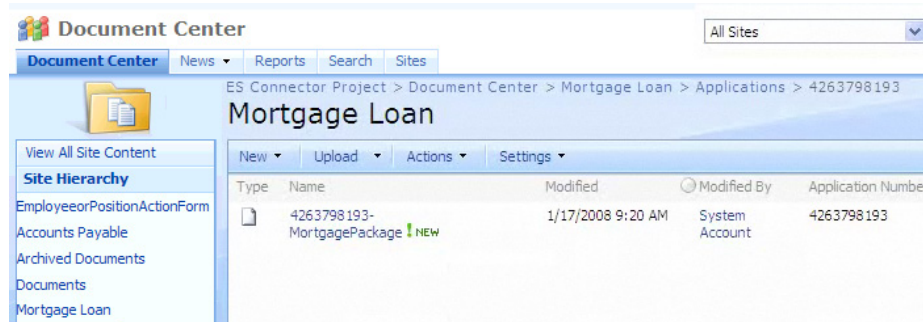 Document Center
All Sites
Document Center News Reports Search Sites
ES Connector Project > Document Center > Mortgage Loan > Applications > 4263798193
Mortgage Loan
View All Site Content
New Upload Actions Settings
Site Hierarchy
Type Name Modified Modified By Application Numbe
EmployeeorPositionActionForm
4263798193-
MortgagePackage ! NEW
1/17/2008 9:20 AM
System
Account
4263798193
Accounts Payable
Archived Documents
Documents
Mortgage Loan